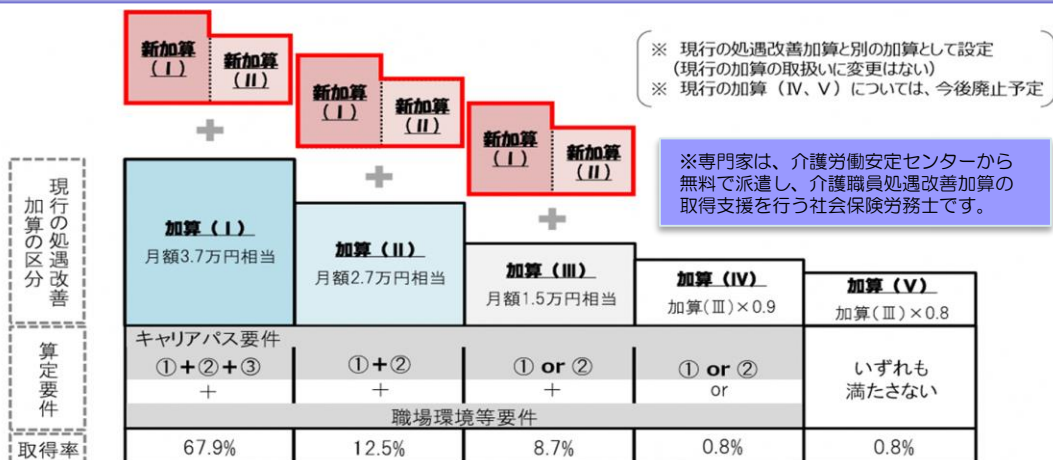 新加算
(Ⅰ)
新加算
(Ⅱ)
新加算
(Ⅰ)
新加算
(Ⅱ)
新加算
(Ⅰ)
新加算
(Ⅱ)
※ 現行の処遇改善加算と別の加算として設定
(現行の加算の取扱いに変更はない)
※ 現行の加算(Ⅳ、Ⅴ)については、今後廃止予定
※専門家は、介護労働安定センターから
無料で派遣し、介護職員処遇改善加算の
取得支援を行う社会保険労務士です。
+
+
+
現行の処遇改善
加算の区分
加算(Ⅰ)
月額3.7万円相当
加算(Ⅱ)
月額2.7万円相当
加算(Ⅲ)
月額1.5万円相当
加算(Ⅳ)
加算(Ⅲ)×0.9
加算(Ⅴ)
加算(Ⅲ)×0.8
算定要件
キャリアパス要件
①+②+③
①+②
① or ②
① or ②
いずれも
満たさない
+
+
+
or
職場環境等要件
取得率
67.9%
12.5%
8.7%
0.8%
0.8%